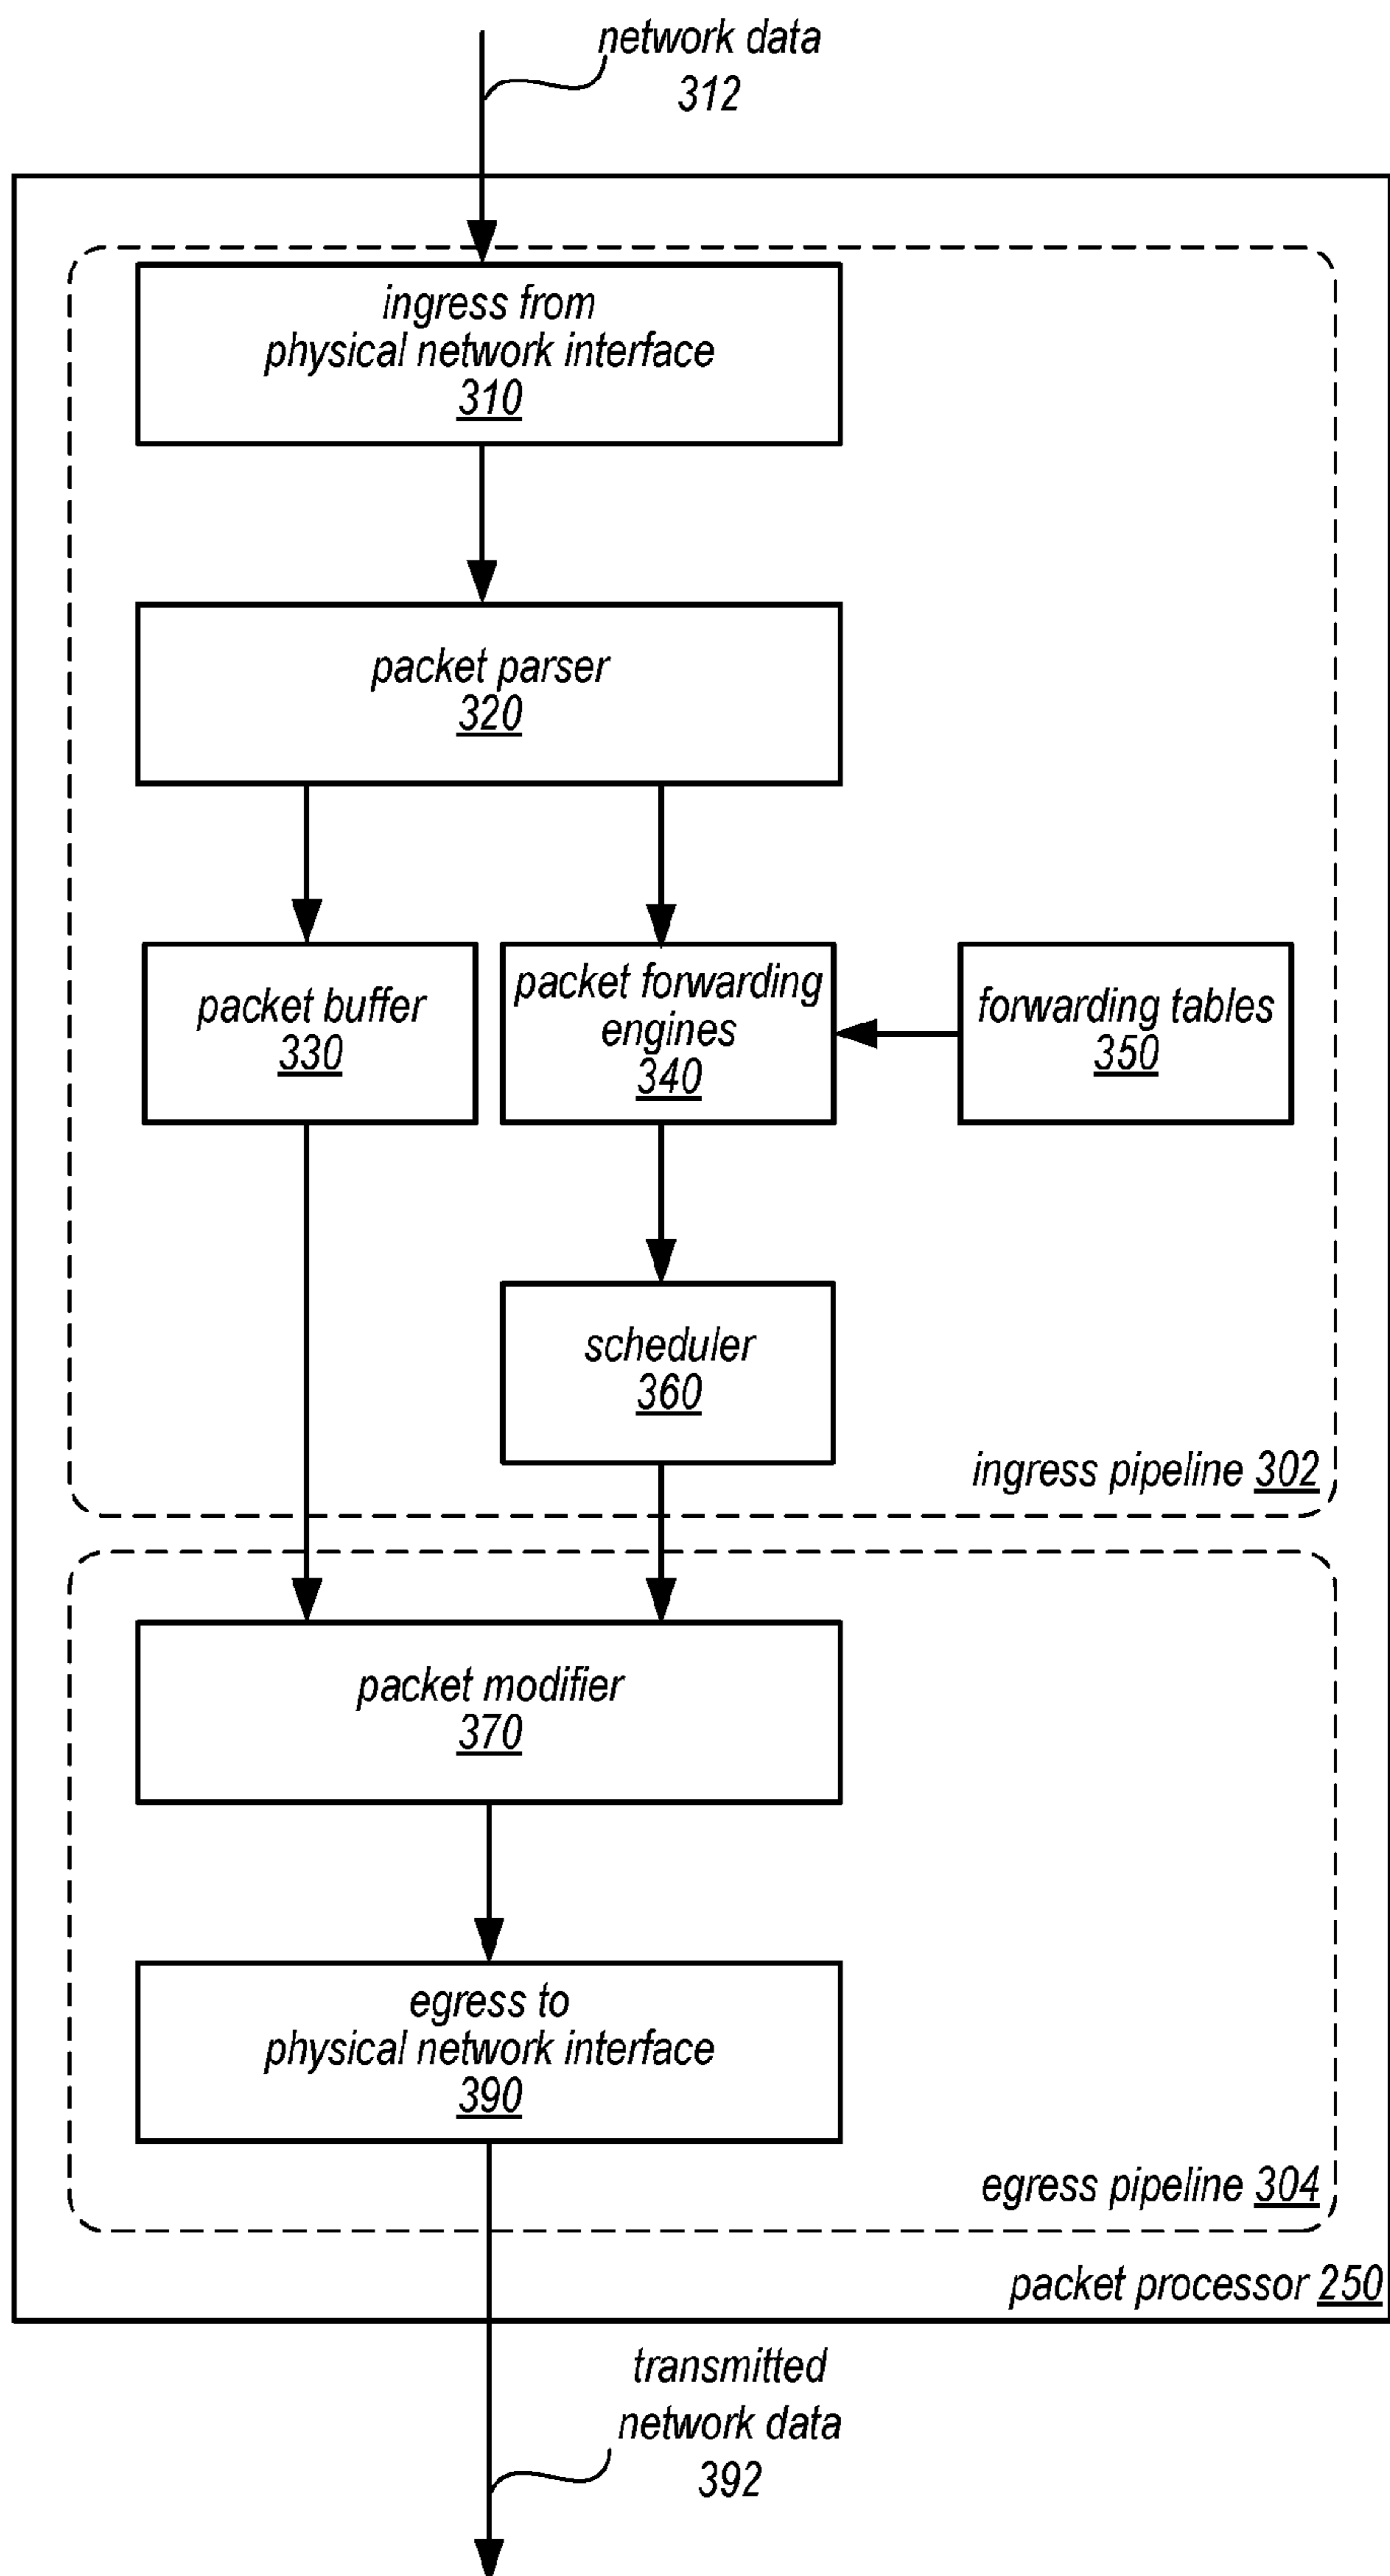 network data
312
ingress from
physical network interface
310
packet parser
320
packet buffer
330
packet forwarding
engines
340
forwarding tables
350
scheduler
360
ingress pipeline 302
packet modifier
370
egress to
physical network interface
390
egress pipeline 304
packet processor 250
transmitted
network data
392